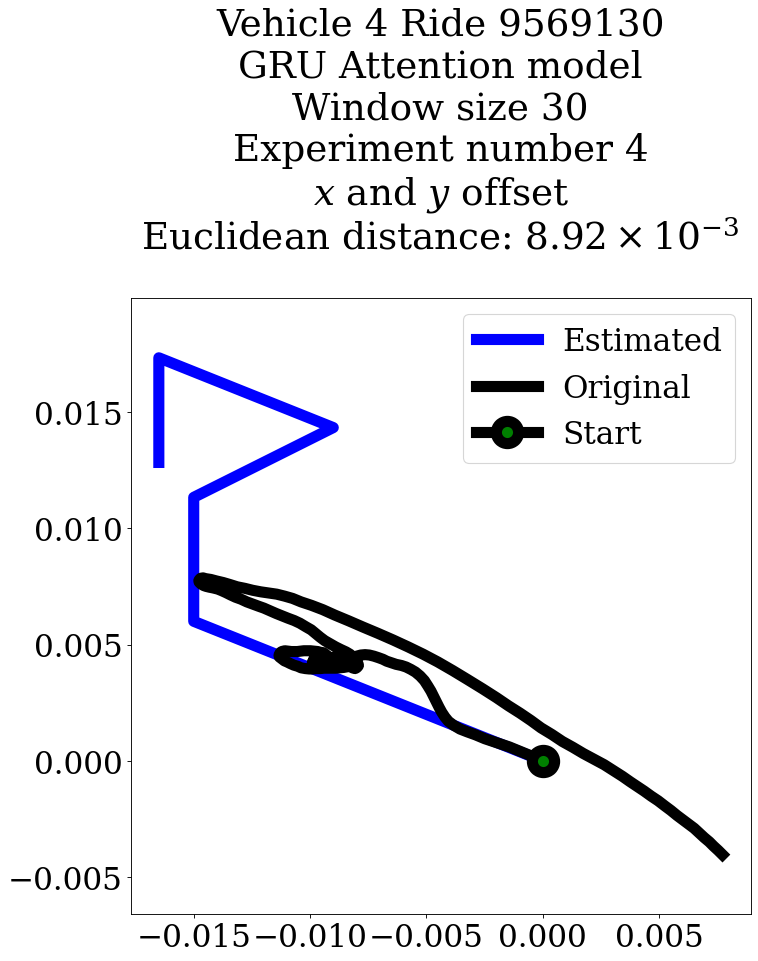 Vehicle 4 Ride 9569130
GRU Attention model
Window size 30
Experiment number 4
x and y offset
Euclidean distance: 8.92 × 10⁻³
Estimated
Original
Start
0.015
0.010
0.005
0.000
−0.005
−0.015 −0.010 −0.005 0.000 0.005